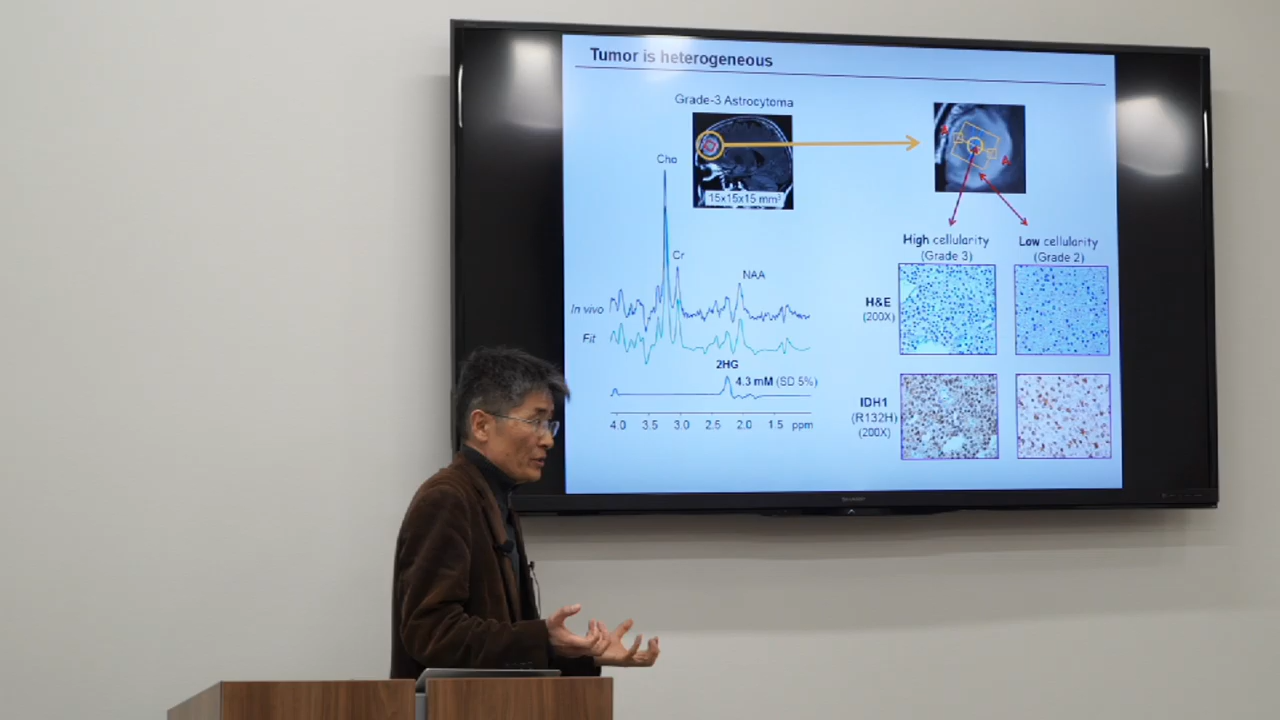 Tumor is heterogeneous
Grade-3 Astrocytoma
15x15x15 mm³
Cho
Cr
NAA
In vivo
Fit
2HG
4.3 mM (SD 5%)
4.0 3.5 3.0 2.5 2.0 1.5 ppm
High cellularity
(Grade 3)
Low cellularity
(Grade 2)
H&E
(200X)
IDH1
(R132H)
(200X)
SHARP